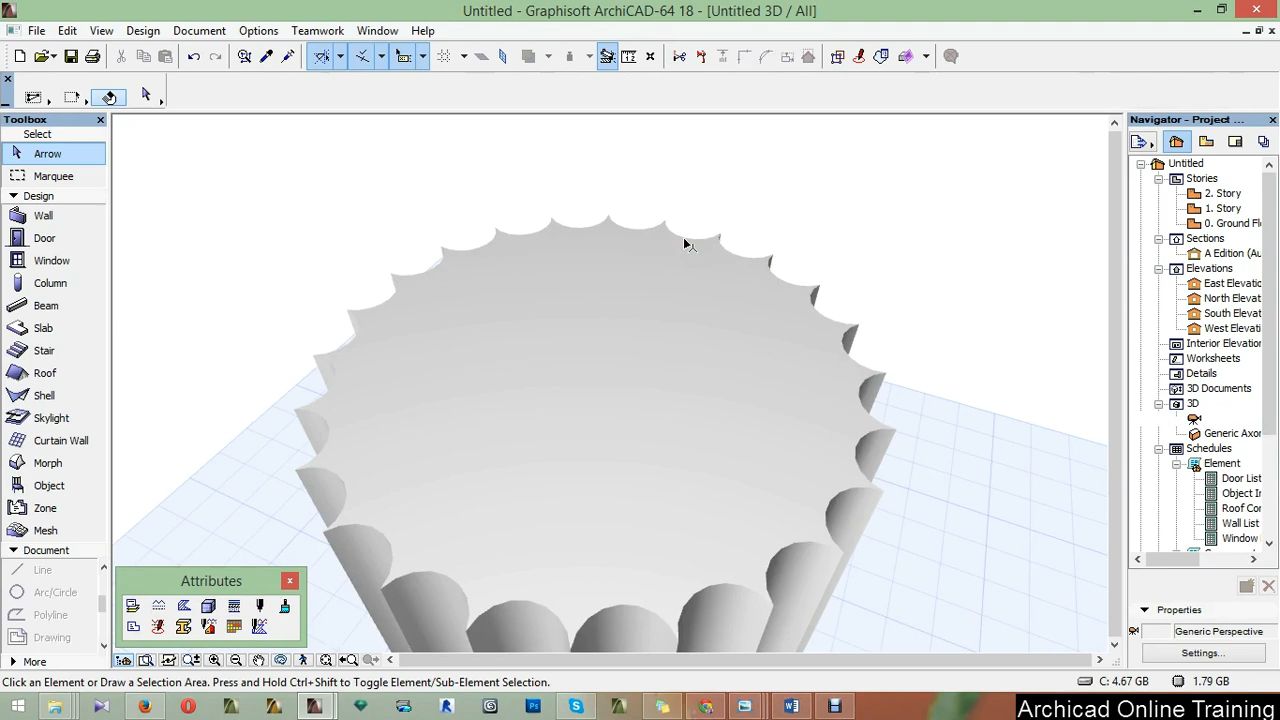 Untitled - Graphisoft ArchiCAD-64 18 - [Untitled 3D / All]
File Edit View Design Document Options Teamwork Window Help
Toolbox
Select
Arrow
Marquee
Design
Wall
Door
Window
Column
Beam
Slab
Stair
Roof
Shell
Skylight
Curtain Wall
Morph
Object
Zone
Mesh
Document
Line
Arc/Circle
Polyline
Drawing
More
Attributes
Navigator - Project ...
Untitled
Stories
2. Story
1. Story
0. Ground Fl
Sections
A Edition (Au
Elevations
East Elevatio
North Elevat
South Elevat
West Elevati
Interior Elevation
Worksheets
Details
3D Documents
3D
Generic Axor
Schedules
Element
Door List
Object In
Roof Cor
Wall List
Window
Properties
Generic Perspective
Settings...
Click an Element or Draw a Selection Area. Press and Hold Ctrl+Shift to Toggle Element/Sub-Element Selection.
C: 4.67 GB
1.79 GB
Archicad Online Training